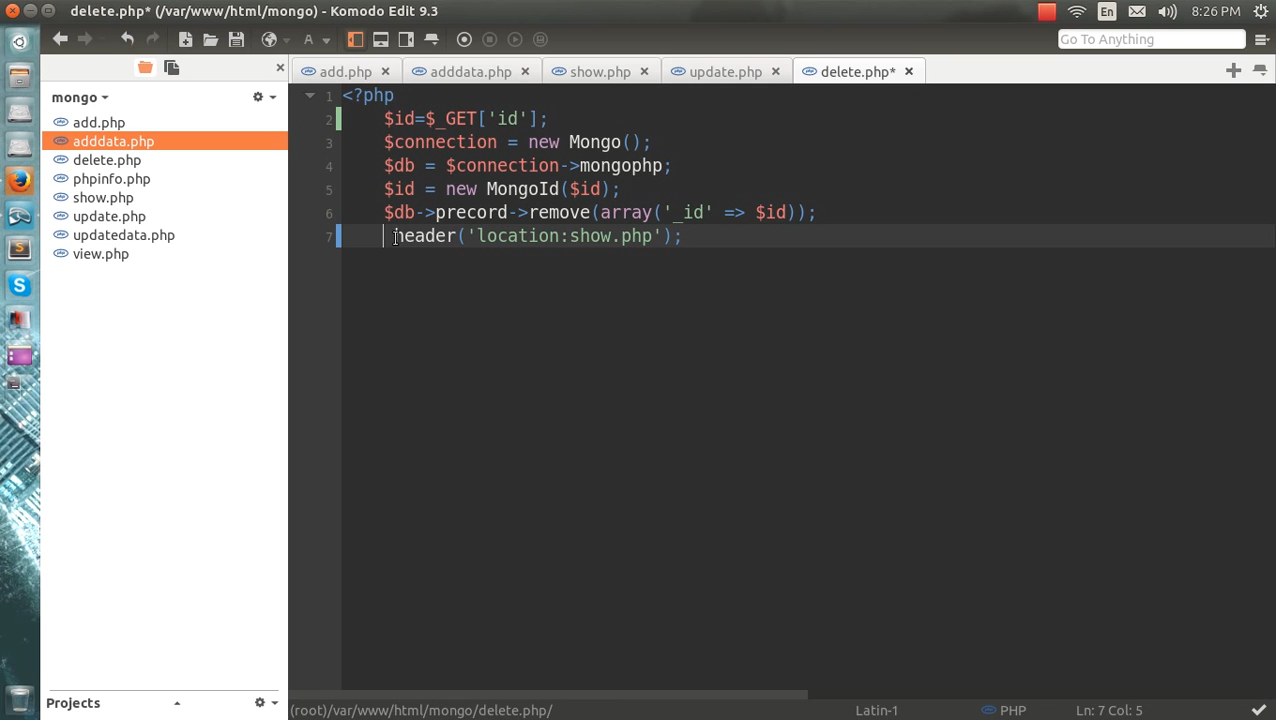 delete.php* (/var/www/html/mongo) - Komodo Edit 9.3
En
8:26 PM
A
Go To Anything
add.php
adddata.php
show.php
update.php
delete.php*
mongo
add.php
adddata.php
delete.php
phpinfo.php
show.php
update.php
updatedata.php
view.php
1 <?php
2 $id=$_GET['id'];
3 $connection = new Mongo();
4 $db = $connection->mongophp;
5 $id = new MongoId($id);
6 $db->precord->remove(array('_id' => $id));
7 header('location:show.php');
Projects
(root)/var/www/html/mongo/delete.php/
Latin-1
PHP
Ln: 7 Col: 5